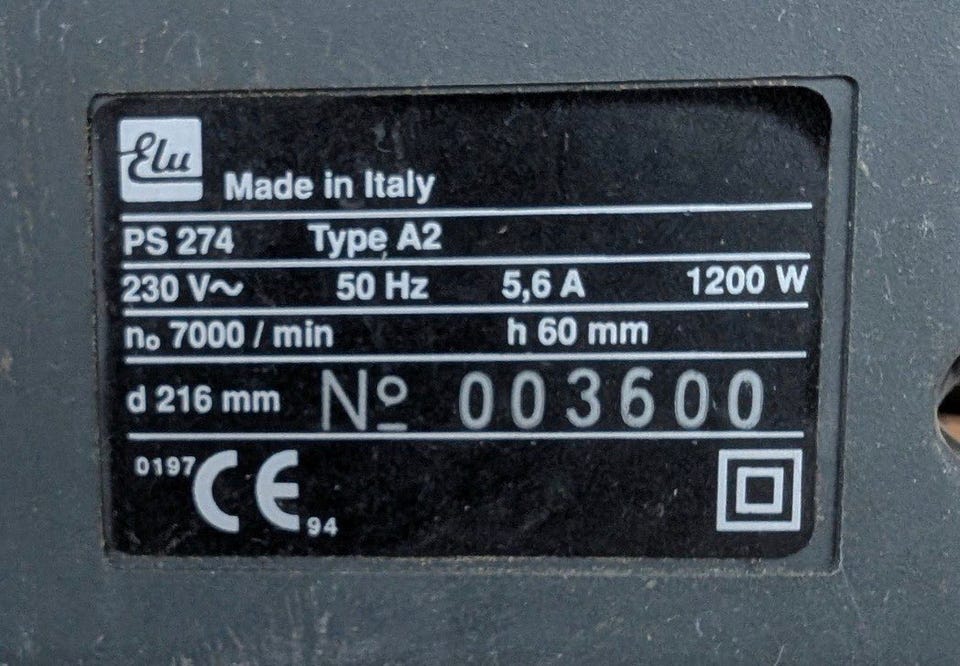 Elu Made in Italy
PS 274 Type A2
230 V~ 50 Hz 5,6 A 1200 W
no 7000 / min h 60 mm
d 216 mm Nº 003600
0197 CE 94